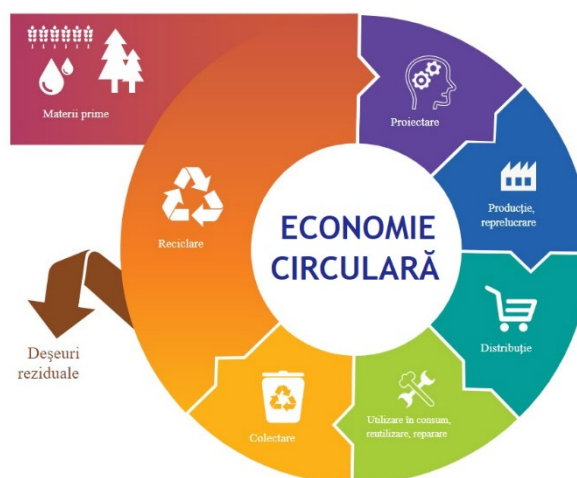 Materii prime
Proiectare
Producție,
reprelucrare
Distribuție
Utilizare în consum,
reutilizare, reparare
Colectare
Reciclare
Deșeuri
reziduale
ECONOMIE
CIRCULARĂ